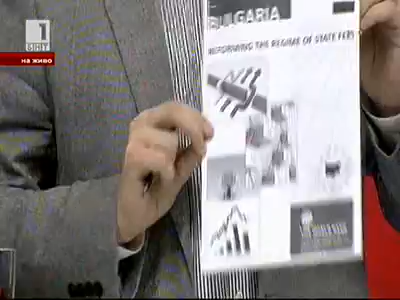 1
БНТ
на живо
BULGARIA
REFORMING THE REGIME OF STATE FEES